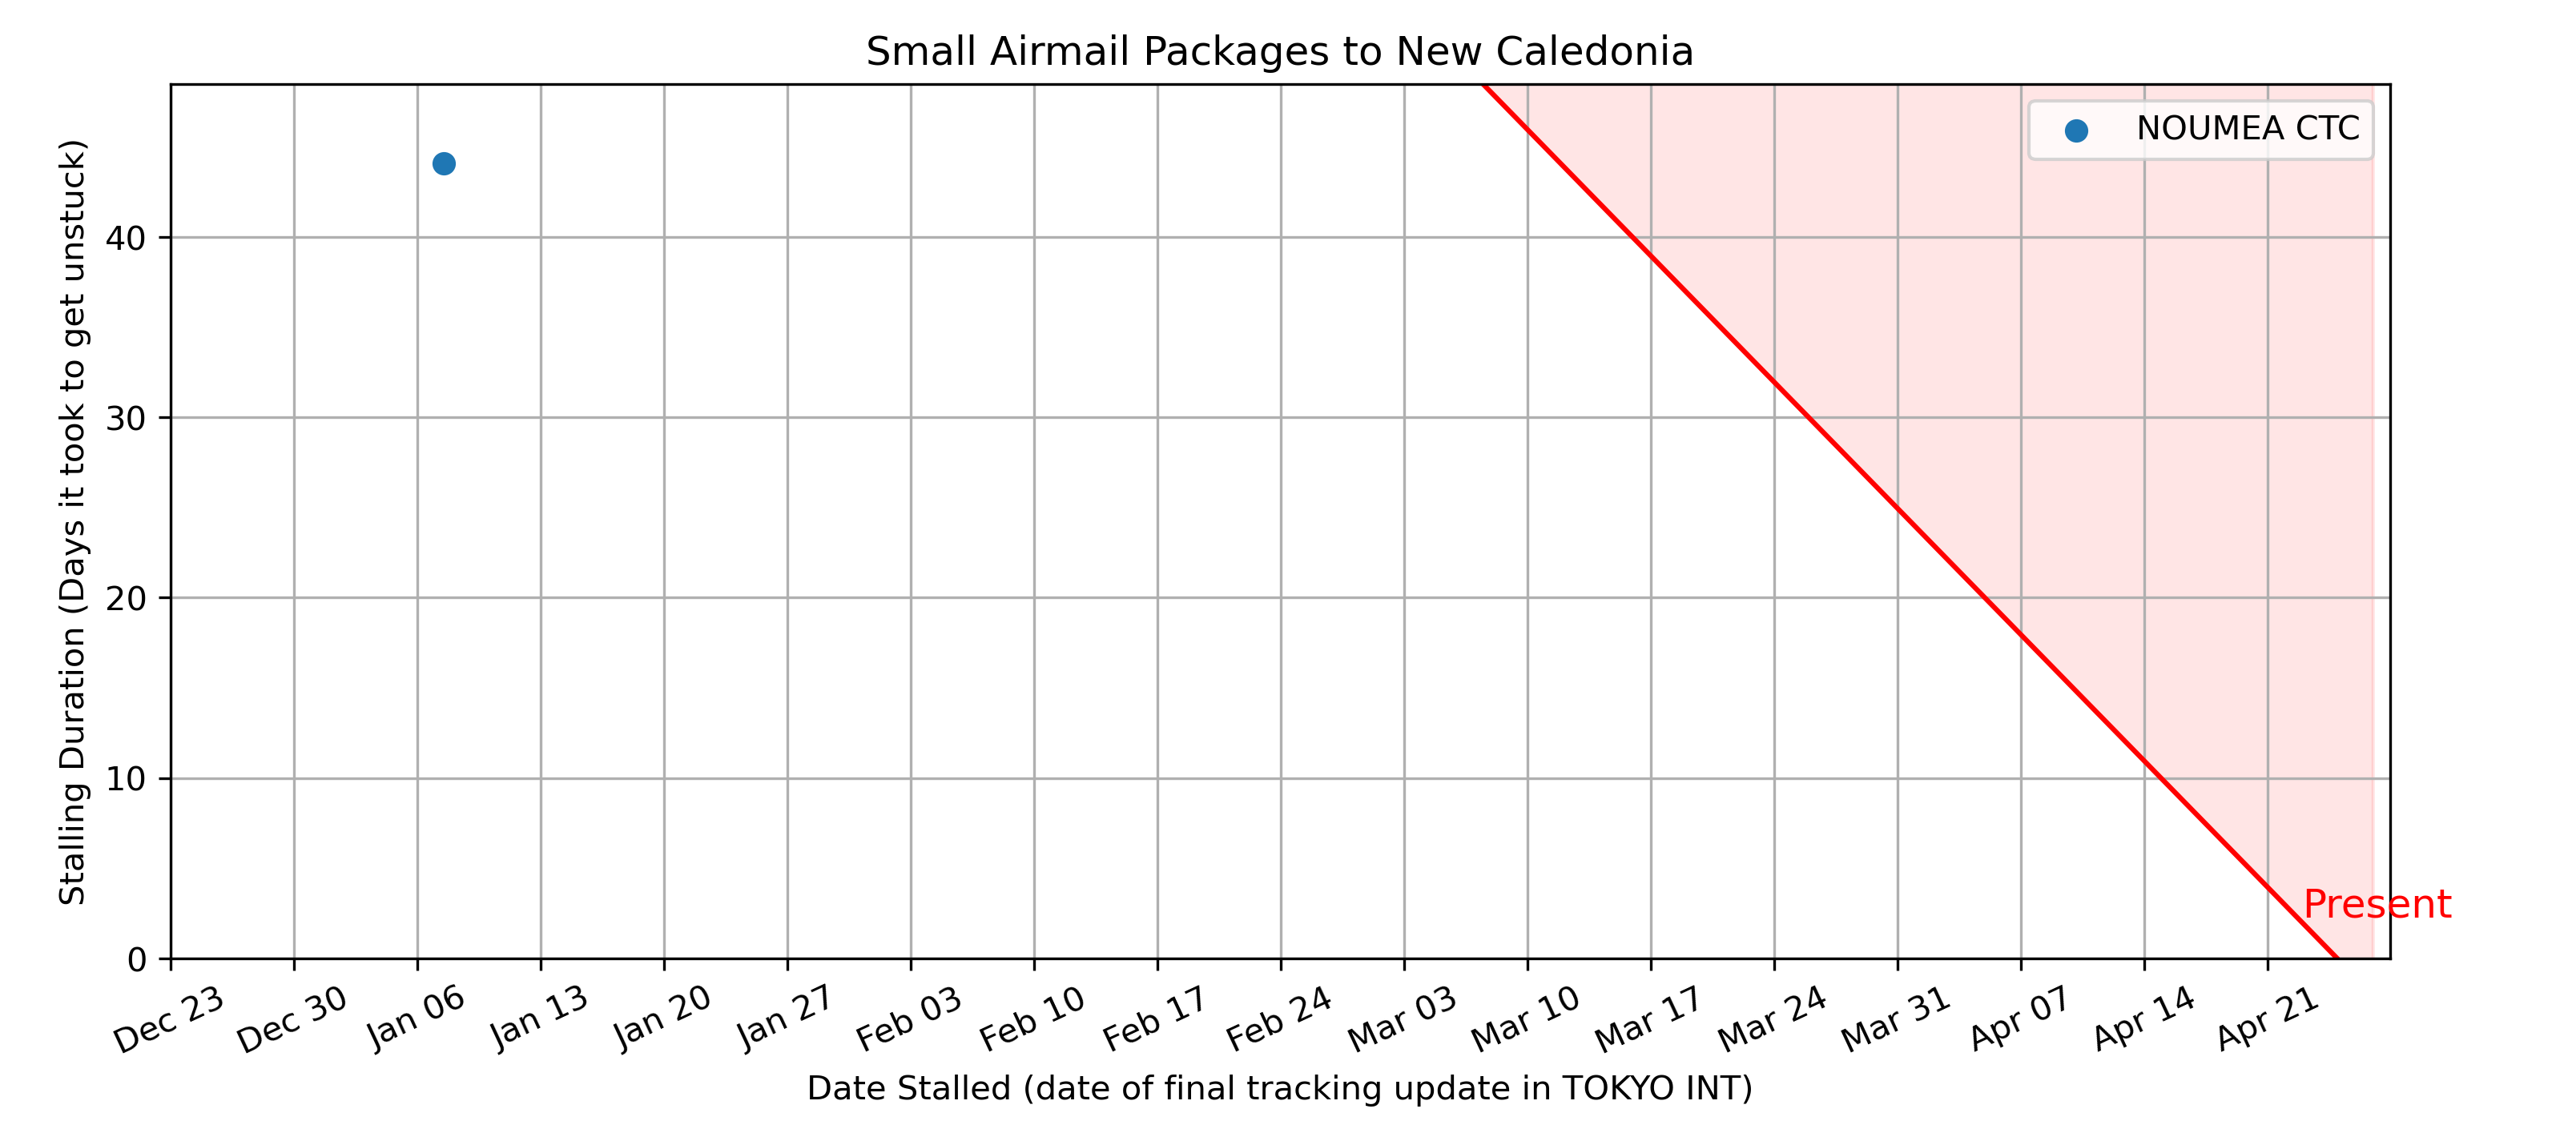 Small Airmail Packages to New Caledonia
NOUMEA CTC
Stalling Duration (Days it took to get unstuck)
40
30
20
10
0
Present
Dec 23
Dec 30
Jan 06
Jan 13
Jan 20
Jan 27
Feb 03
Feb 10
Feb 17
Feb 24
Mar 03
Mar 10
Mar 17
Mar 24
Mar 31
Apr 07
Apr 14
Apr 21
Date Stalled (date of final tracking update in TOKYO INT)